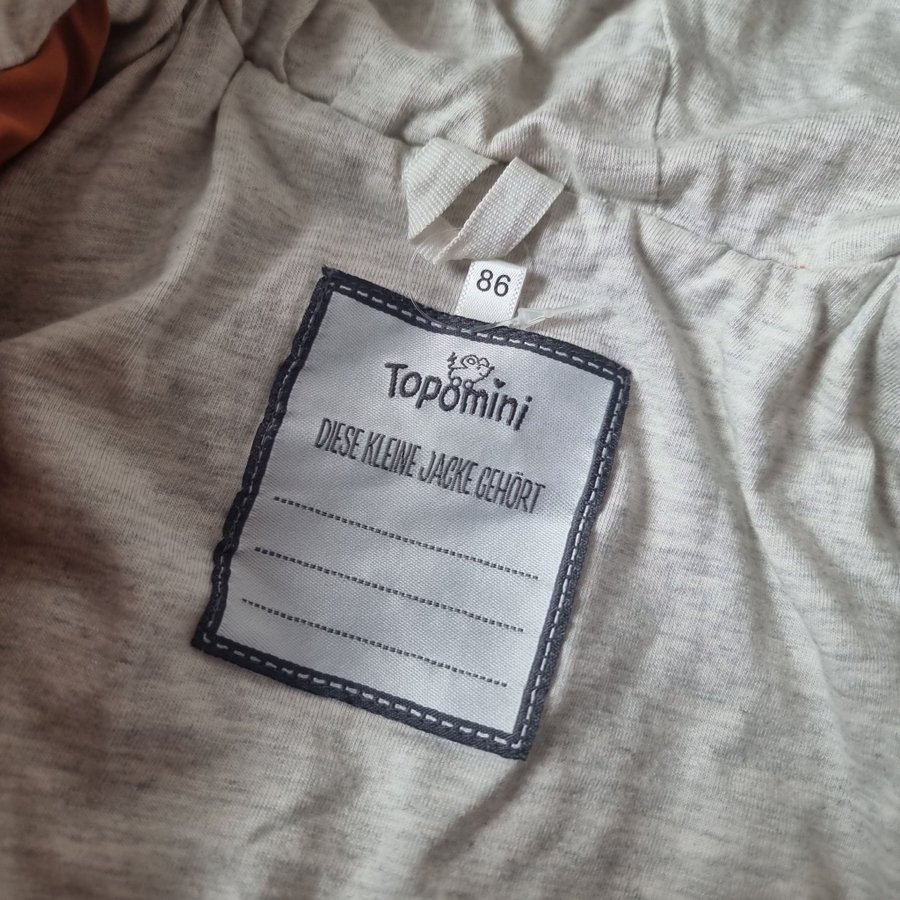 86
Topomini
DIESE KLEINE JACKE GEHÖRT